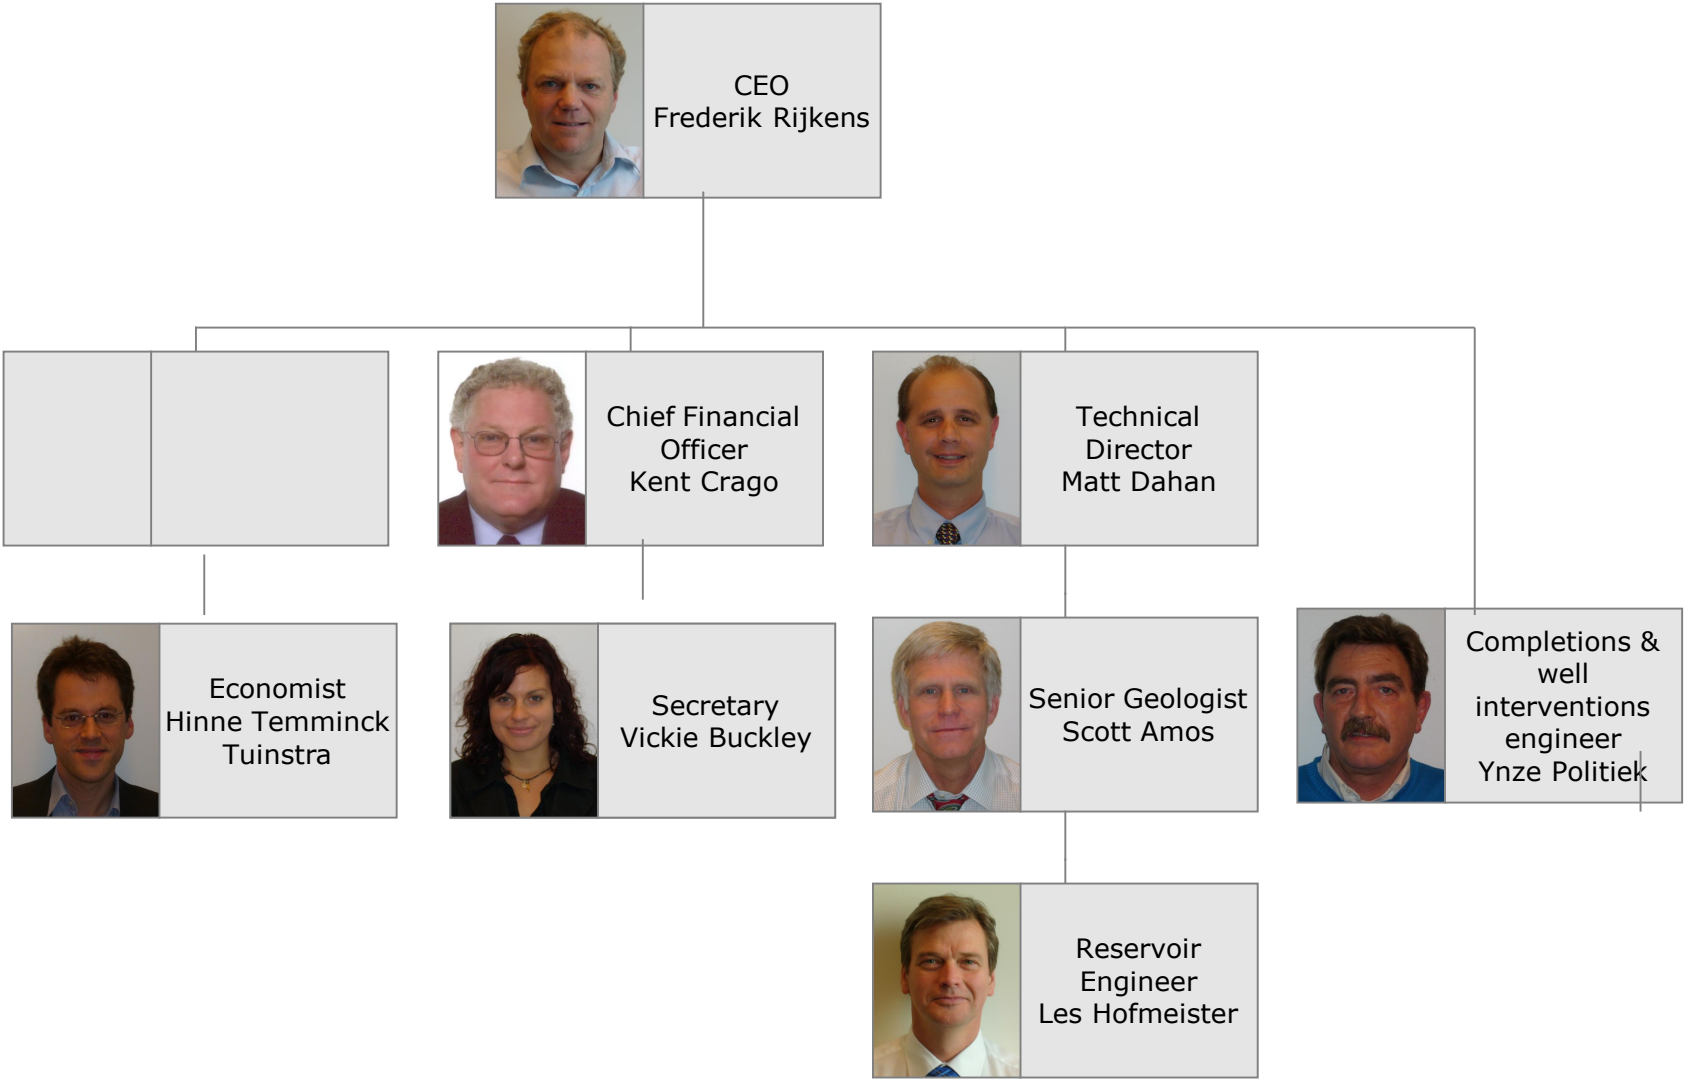 CEO
Frederik Rijkens
Chief Financial
Officer
Kent Crago
Technical
Director
Matt Dahan
Economist
Hinne Temminck
Tuinstra
Secretary
Vickie Buckley
Senior Geologist
Scott Amos
Completions &
well
interventions
engineer
Ynze Politiek
Reservoir
Engineer
Les Hofmeister